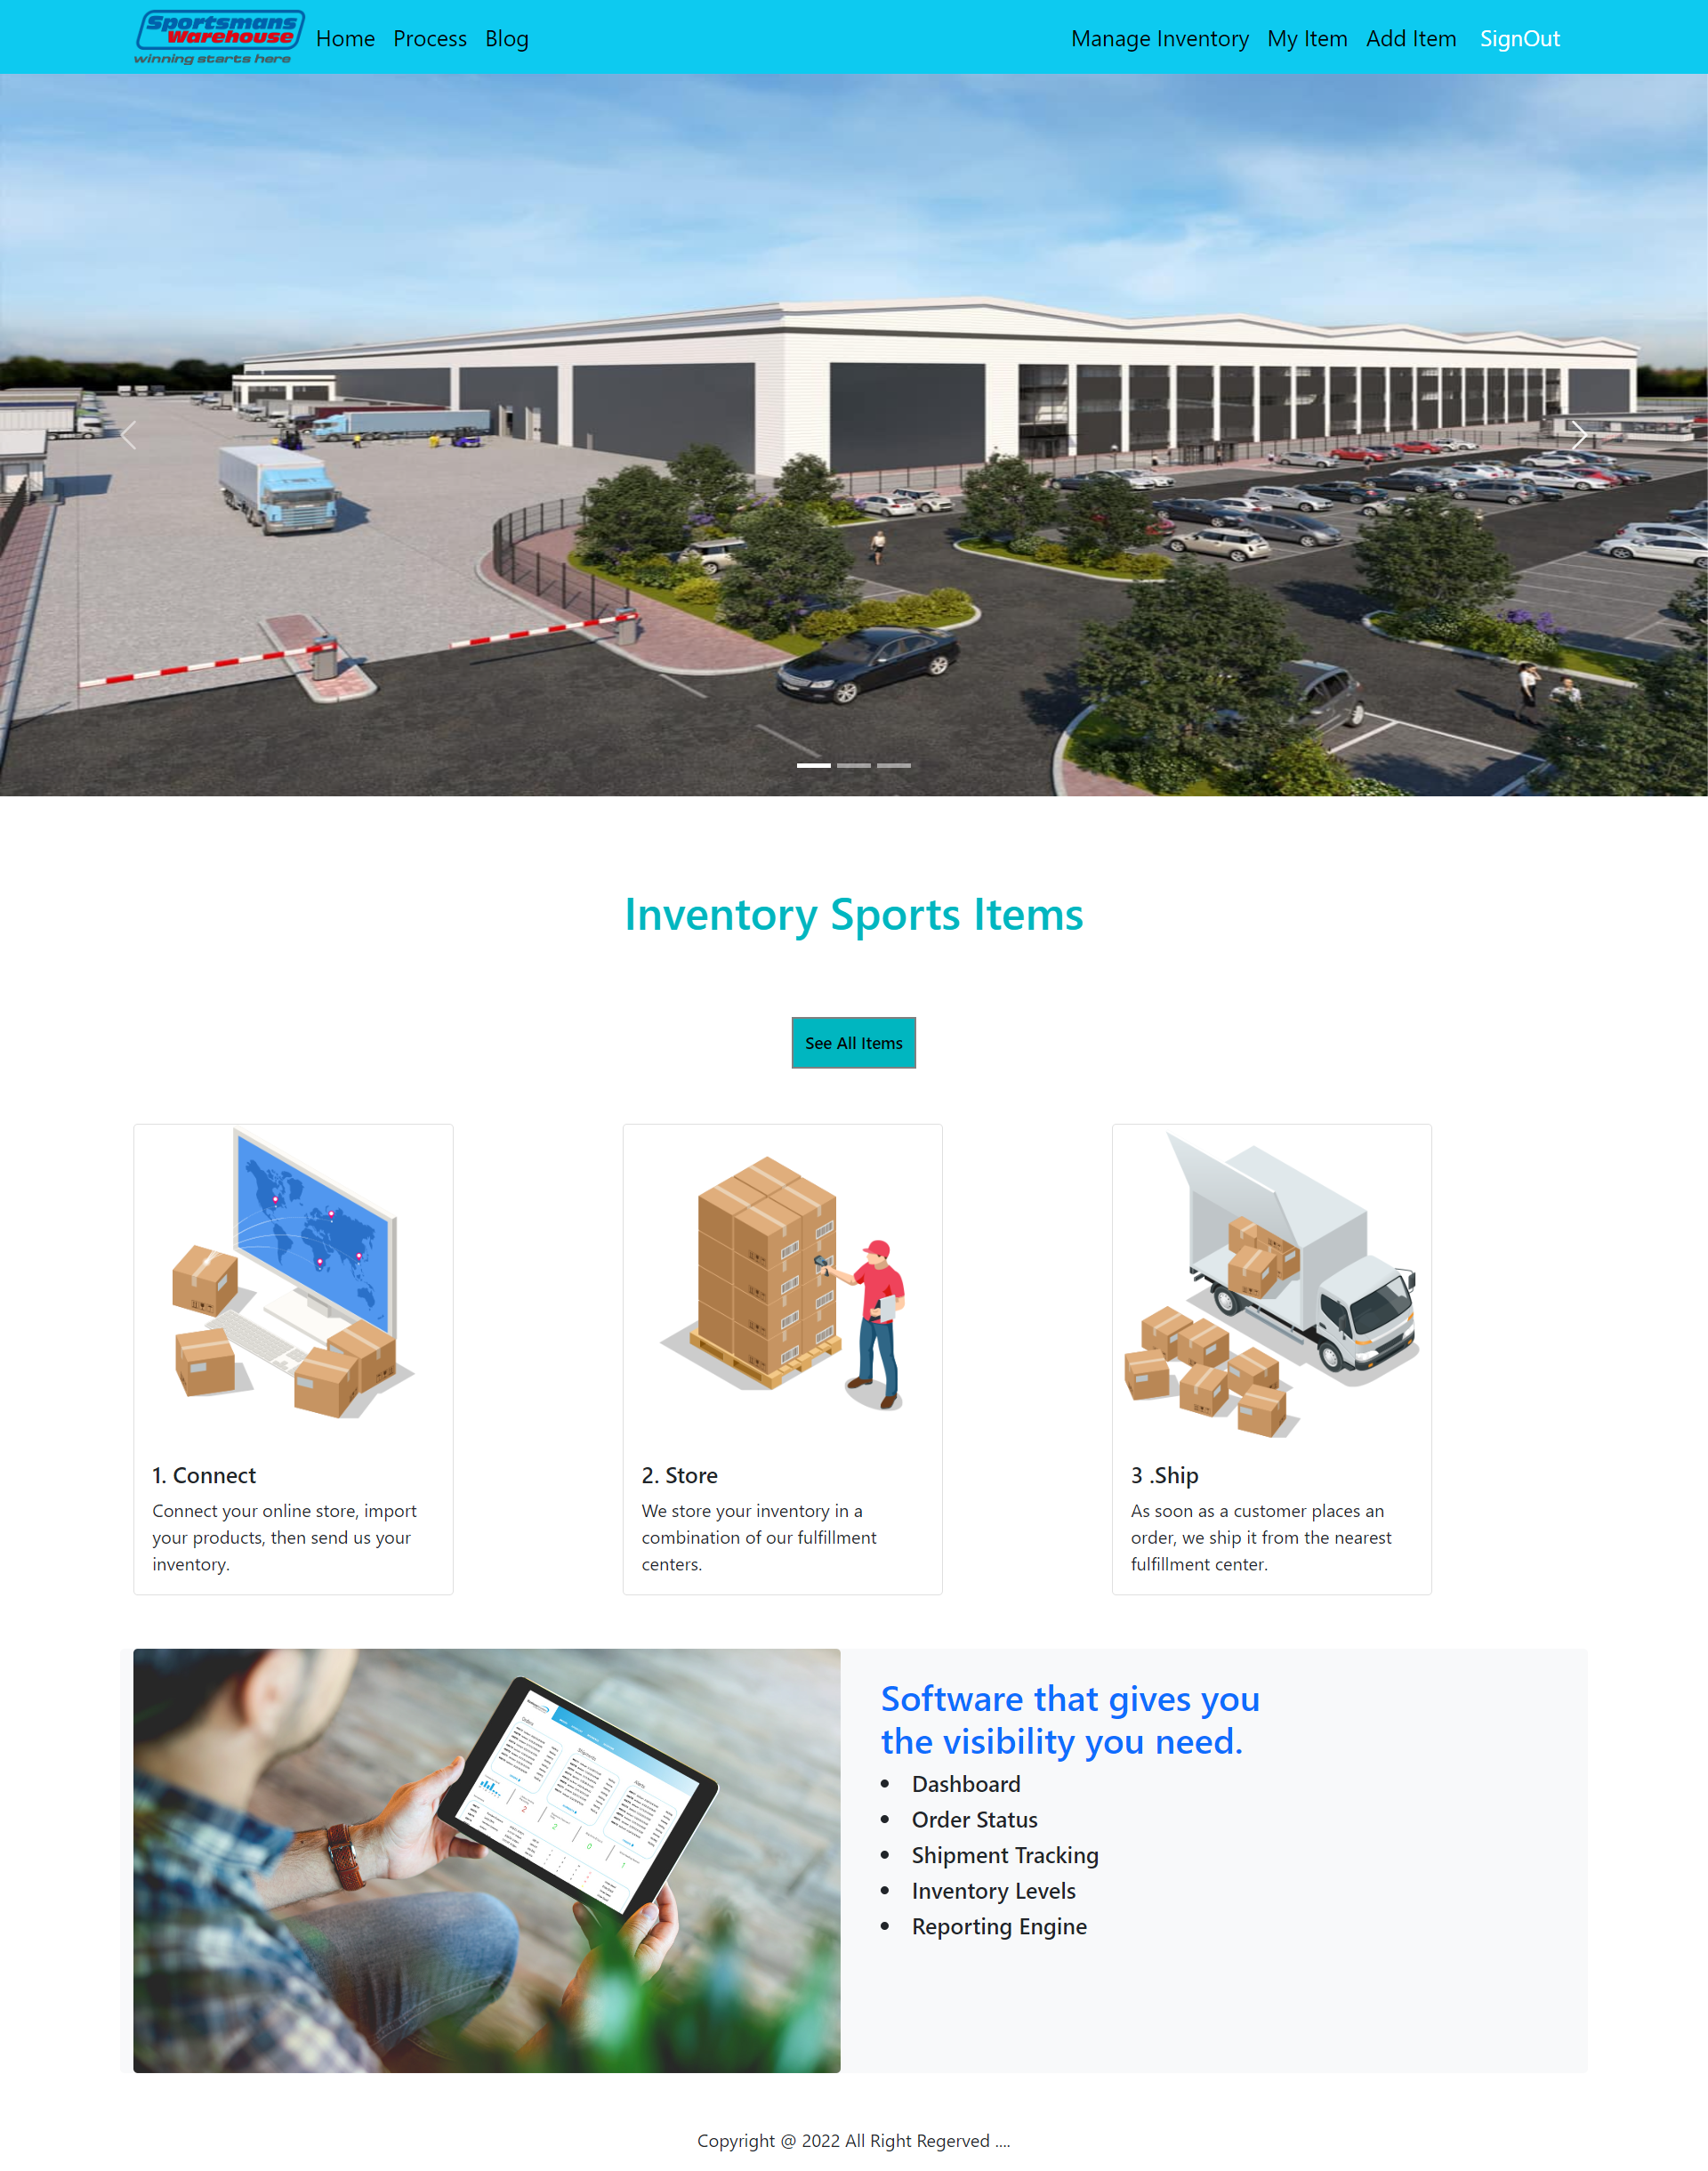 Sportsmans
Warehouse
winning starts here
Home Process Blog
Manage Inventory My Item Add Item SignOut
Inventory Sports Items
See All Items
1. Connect
Connect your online store, import
your products, then send us your
inventory.
2. Store
We store your inventory in a
combination of our fulfillment
centers.
3 .Ship
As soon as a customer places an
order, we ship it from the nearest
fulfillment center.
Orders
Shipments
Alerts
Software that gives you
the visibility you need.
Dashboard
Order Status
Shipment Tracking
Inventory Levels
Reporting Engine
Copyright @ 2022 All Right Regerved ....